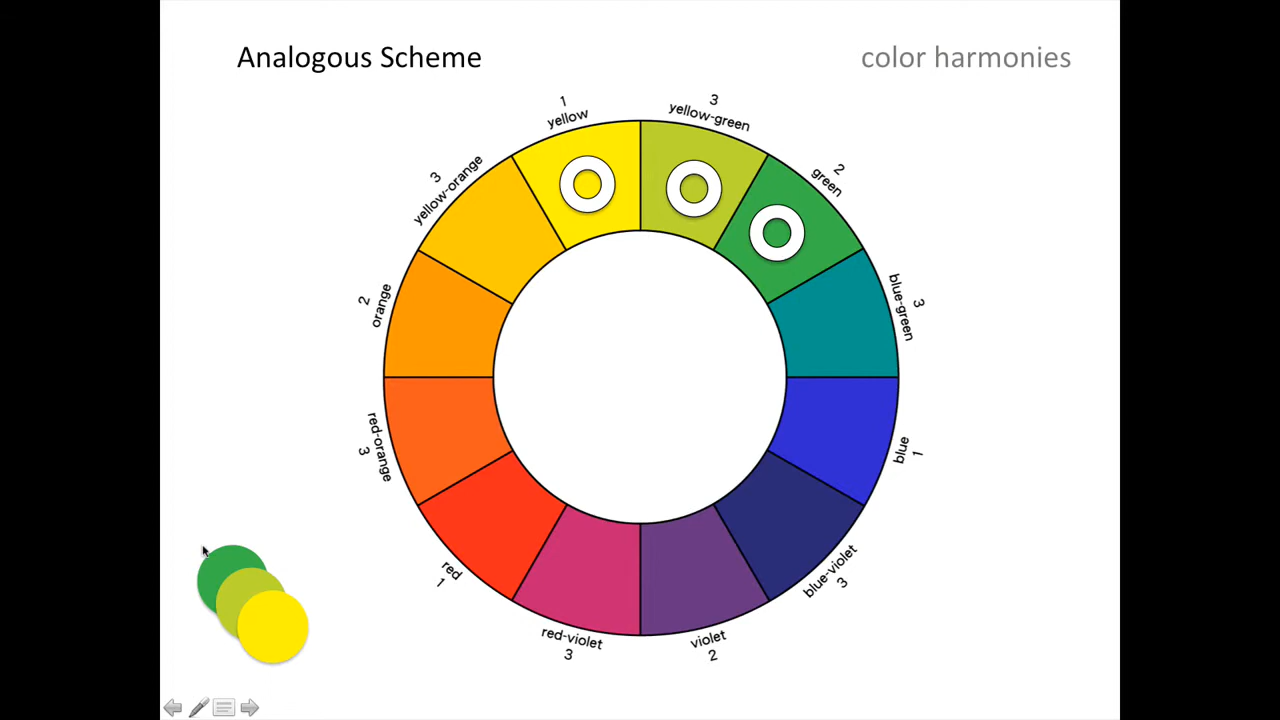 Analogous Scheme
color harmonies
1
yellow
3
yellow-green
2
green
3
blue-green
blue
1
blue-violet
3
violet
2
red-violet
3
red
1
red-orange
3
2
orange
3
yellow-orange